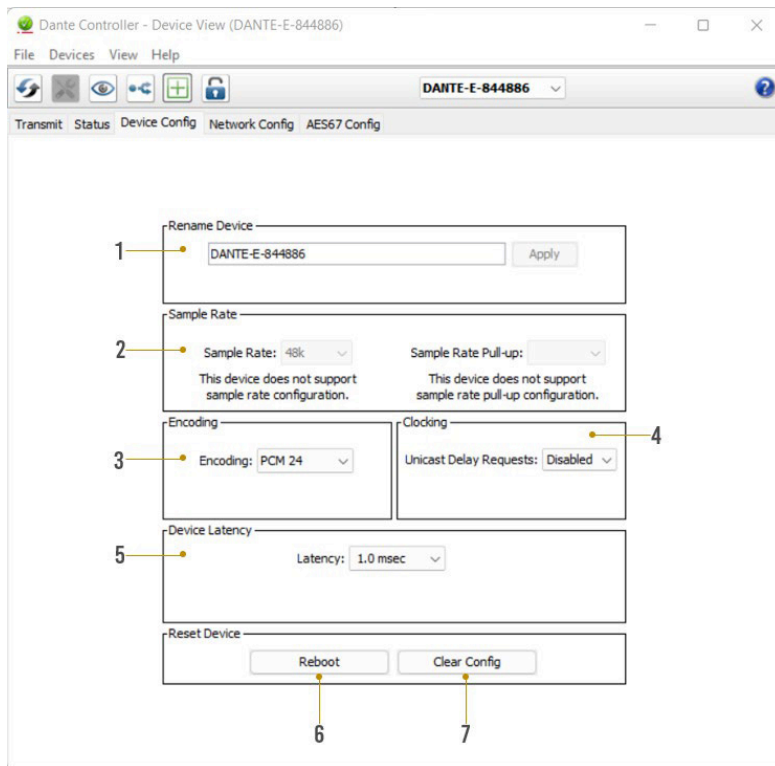 Dante Controller - Device View (DANTE-E-844886)
File Devices View Help
DANTE-E-844886
?
Transmit Status Device Config Network Config AES67 Config
Rename Device
1
DANTE-E-844886 Apply
Sample Rate
2
Sample Rate: 48k Sample Rate Pull-up:
This device does not support This device does not support
sample rate configuration. sample rate pull-up configuration.
Encoding Clocking
4
3
Encoding: PCM 24 Unicast Delay Requests: Disabled
Device Latency
5
Latency: 1.0 msec
Reset Device
Reboot Clear Config
6 7